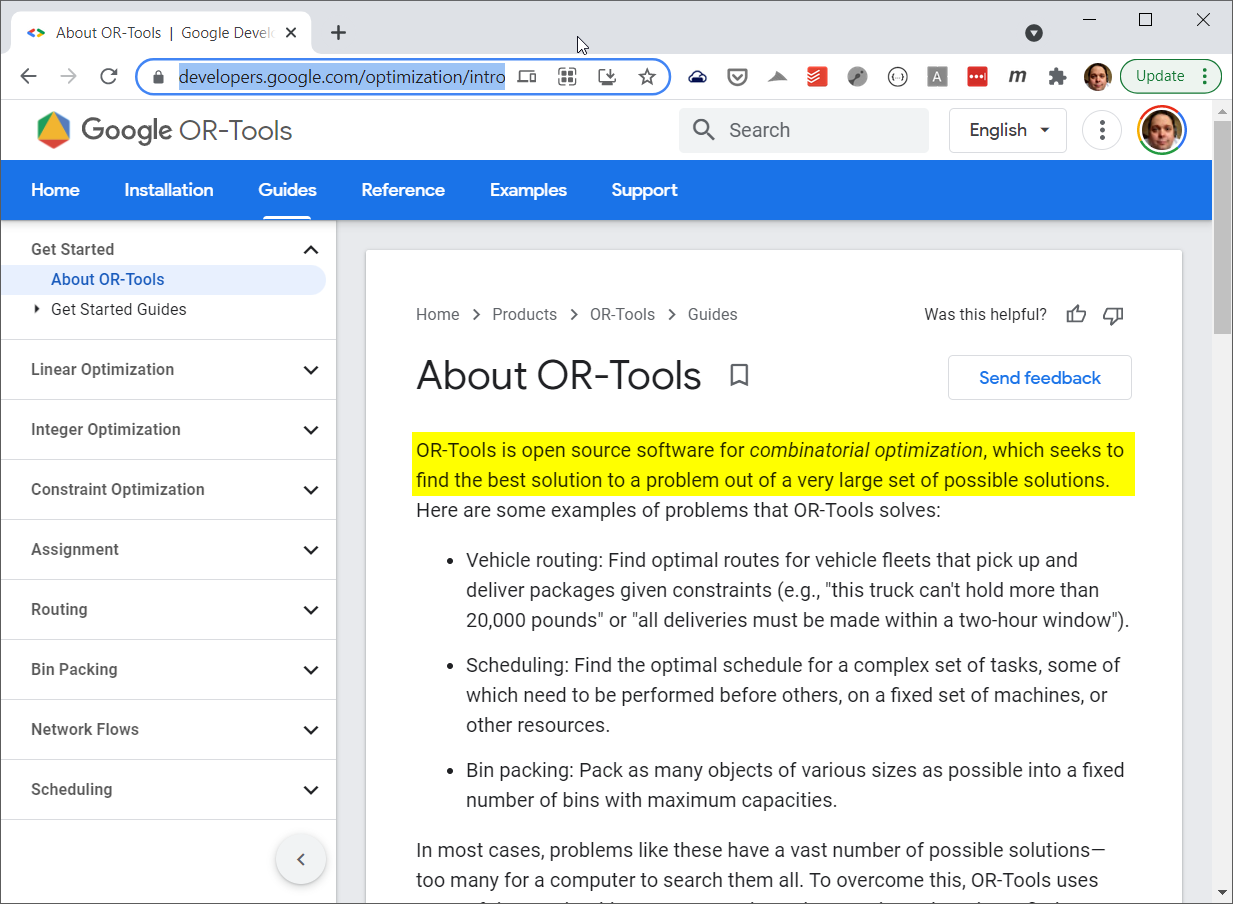 About OR-Tools | Google Devel
developers.google.com/optimization/intro
A
m
Update
Google OR-Tools
Search
English
Home
Installation
Guides
Reference
Examples
Support
Get Started
About OR-Tools
Get Started Guides
Linear Optimization
Integer Optimization
Constraint Optimization
Assignment
Routing
Bin Packing
Network Flows
Scheduling
Home > Products > OR-Tools > Guides
Was this helpful?
About OR-Tools
Send feedback
OR-Tools is open source software for combinatorial optimization, which seeks to
find the best solution to a problem out of a very large set of possible solutions.
Here are some examples of problems that OR-Tools solves:
• Vehicle routing: Find optimal routes for vehicle fleets that pick up and
deliver packages given constraints (e.g., "this truck can't hold more than
20,000 pounds" or "all deliveries must be made within a two-hour window").
• Scheduling: Find the optimal schedule for a complex set of tasks, some of
which need to be performed before others, on a fixed set of machines, or
other resources.
• Bin packing: Pack as many objects of various sizes as possible into a fixed
number of bins with maximum capacities.
In most cases, problems like these have a vast number of possible solutions—
too many for a computer to search them all. To overcome this, OR-Tools uses